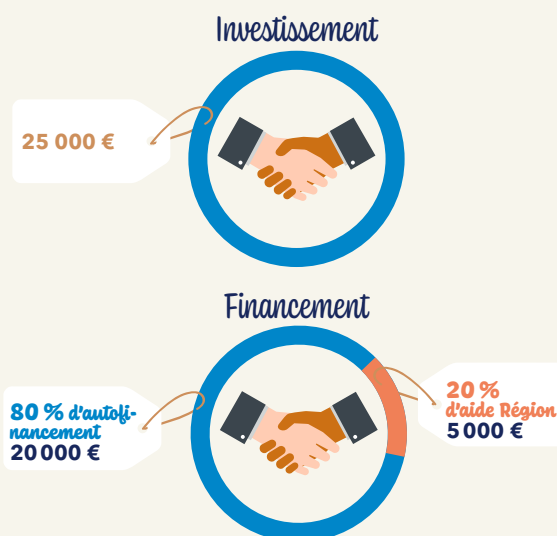 Investissement
25 000 €
Financement
80 % d'autofi-
nancement
20 000 €
20 %
d'aide Région
5 000 €